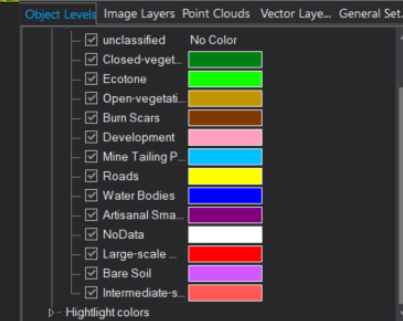 Object Levels Image Layers Point Clouds Vector Laye... General Set
unclassified No Color
Closed-veget...
Ecotone
Open-vegetati...
Burn Scars
Development
Mine Tailing P...
Roads
Water Bodies
Artisanal Sma...
NoData
Large-scale ...
Bare Soil
Intermediate-s...
Hightlight colors